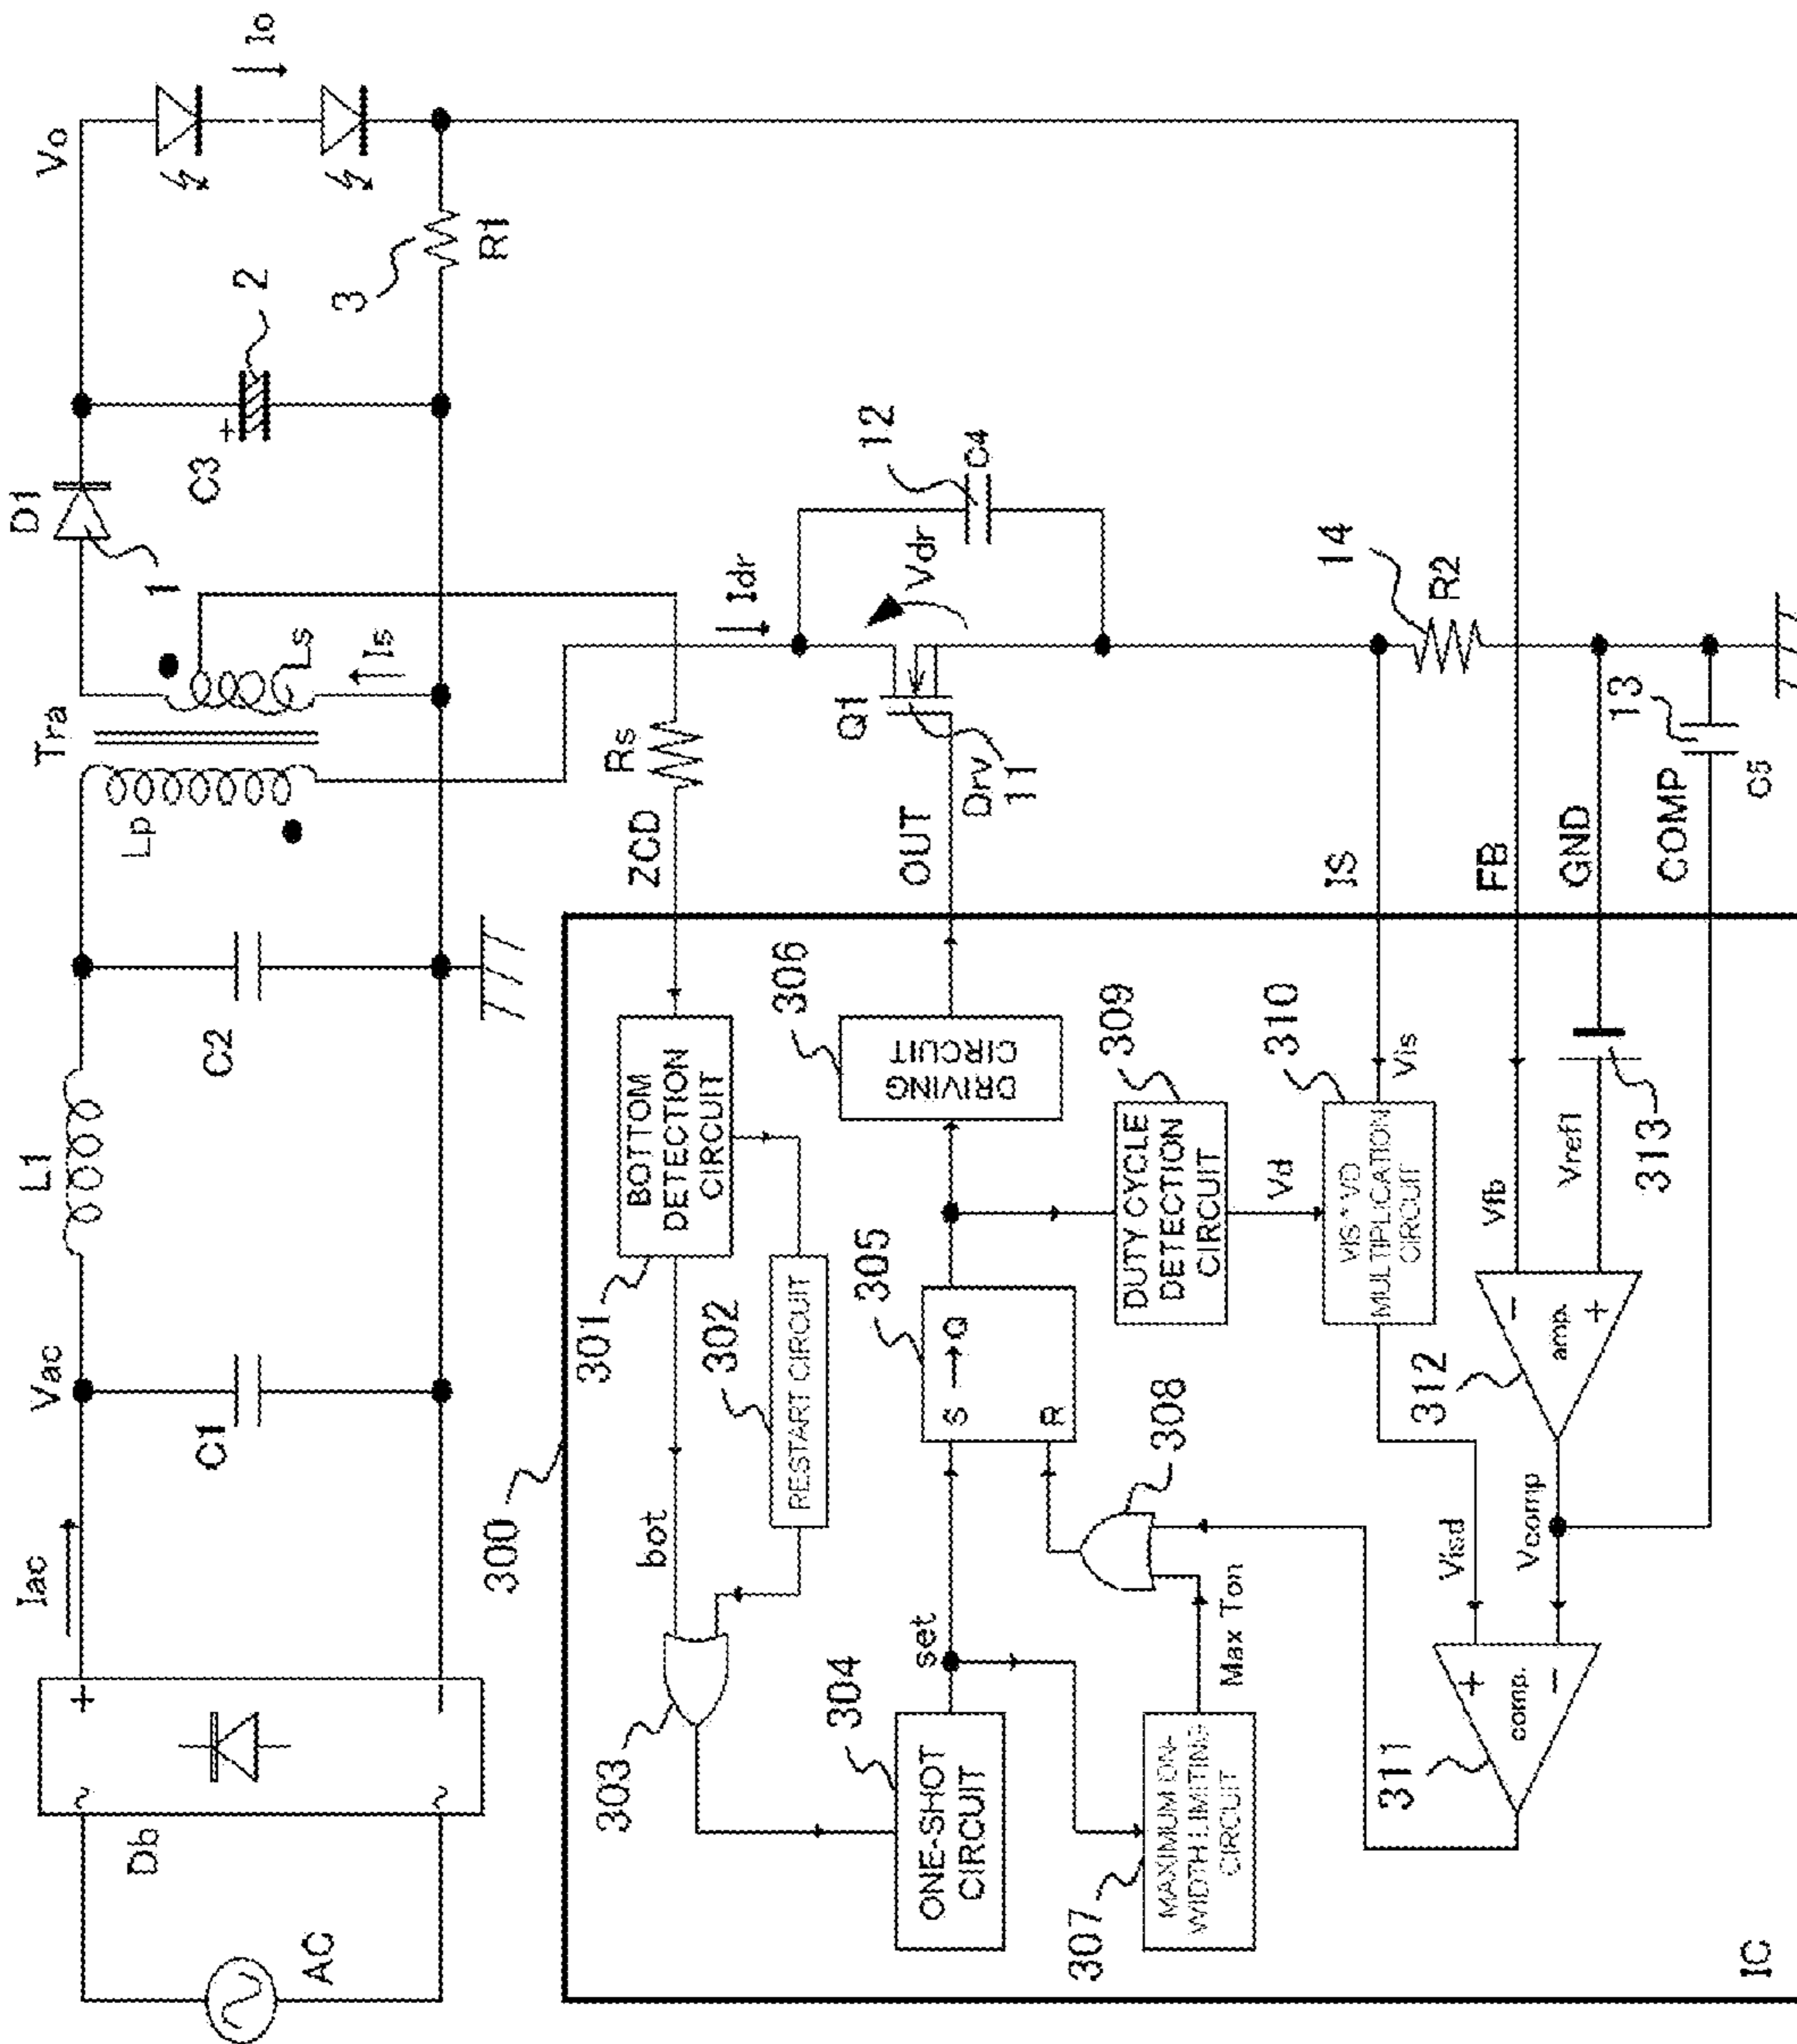 Iac
Vac
L1
Lp
Tra
D1
Vo
Io
AC
Db
+
~
~
C1
C2
Ls
Is
1
C3
+
2
3
R1
300
301
ZCD
Rs
Idr
bot
BOTTOM
DETECTION
CIRCUIT
302
RESTART CIRCUIT
303
304
ONE-SHOT
CIRCUIT
set
305
S
Q
R
306
DRIVING
CIRCUIT
OUT
Drv
11
Q1
Vdr
12
C4
307
MAXIMUM ON-
WIDTH LIMITING
CIRCUIT
Max Ton
308
309
DUTY CYCLE
DETECTION
CIRCUIT
Vd
310
VIS*VD
MULTIPLICATION
CIRCUIT
Vis
IS
14
R2
311
comp.
+
-
Visd
Vcomp
312
amp.
-
+
Vfb
Vref1
313
FB
GND
COMP
13
C5
IC